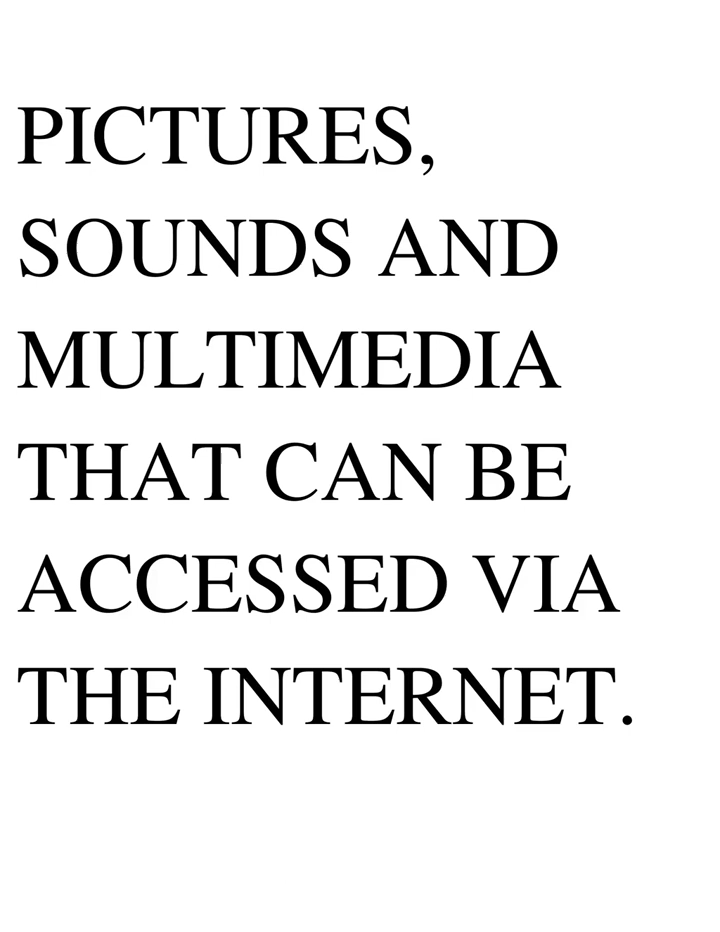 PICTURES,
SOUNDS AND
MULTIMEDIA
THAT CAN BE
ACCESSED VIA
THE INTERNET.